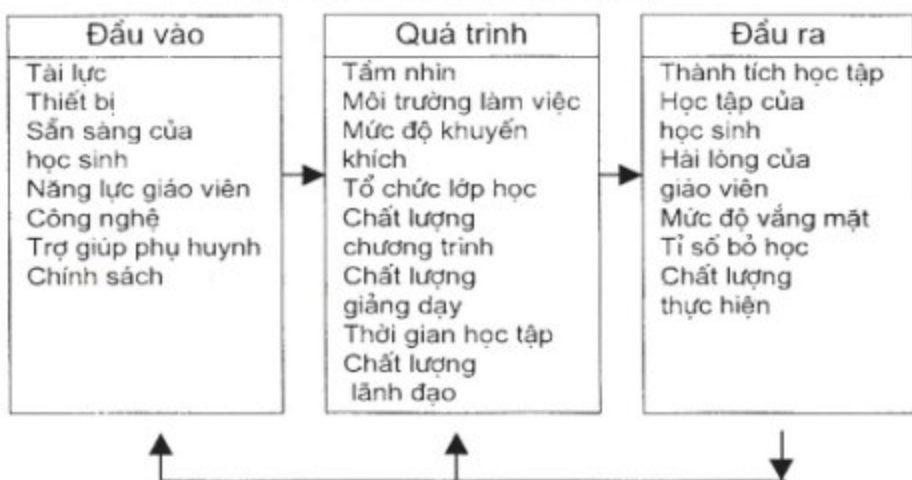 Đầu vào
Tài lực
Thiết bị
Sẵn sàng của
học sinh
Năng lực giáo viên
Công nghệ
Trợ giúp phụ huynh
Chính sách
Quá trình
Tầm nhìn
Môi trường làm việc
Mức độ khuyến
khích
Tổ chức lớp học
Chất lượng
chương trình
Chất lượng
giảng dạy
Thời gian học tập
Chất lượng
lãnh đạo
Đầu ra
Thành tích học tập
Học tập của
học sinh
Hài lòng của
giáo viên
Mức độ vắng mặt
Tỉ số bỏ học
Chất lượng
thực hiện